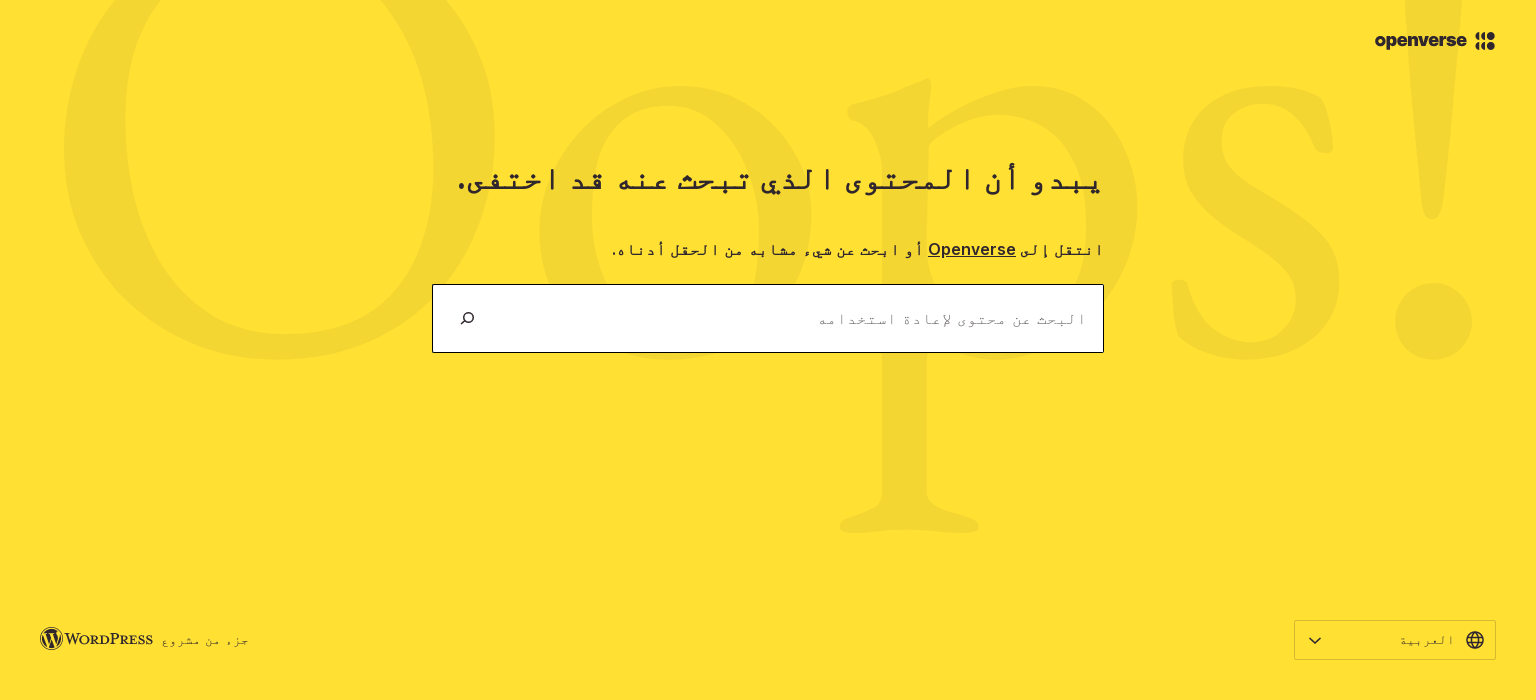 openverse
Oops!
يبدو أن المحتوى الذي تبحث عنه قد اختفى.
انتقل إلى Openverse أو ابحث عن شيء مشابه من الحقل أدناه.
البحث عن محتوى لإعادة استخدامه
العربية
جزء من مشروع WORDPRESS